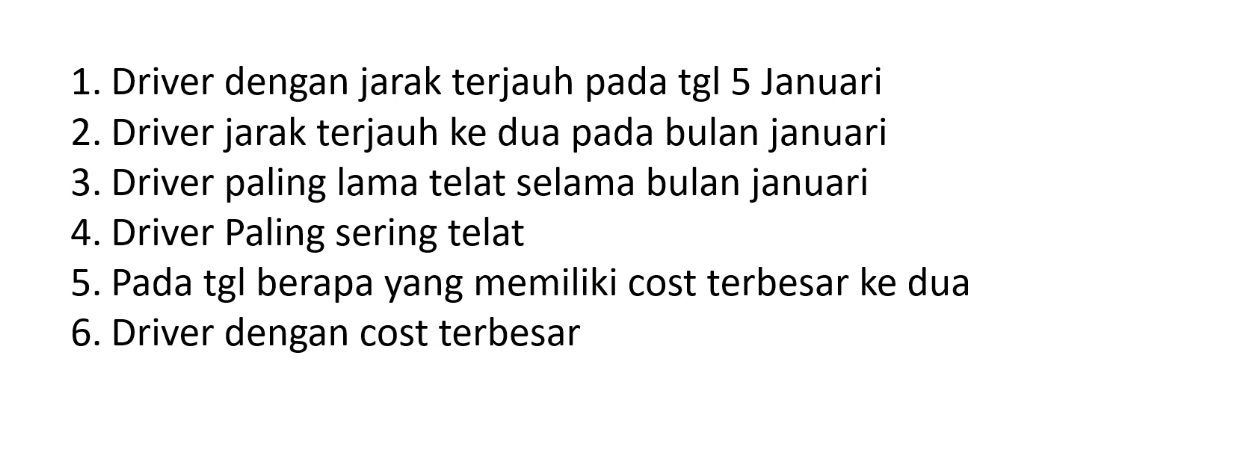 1. Driver dengan jarak terjauh pada tgl 5 Januari
2. Driver jarak terjauh ke dua pada bulan januari
3. Driver paling lama telat selama bulan januari
4. Driver Paling sering telat
5. Pada tgl berapa yang memiliki cost terbesar ke dua
6. Driver dengan cost terbesar